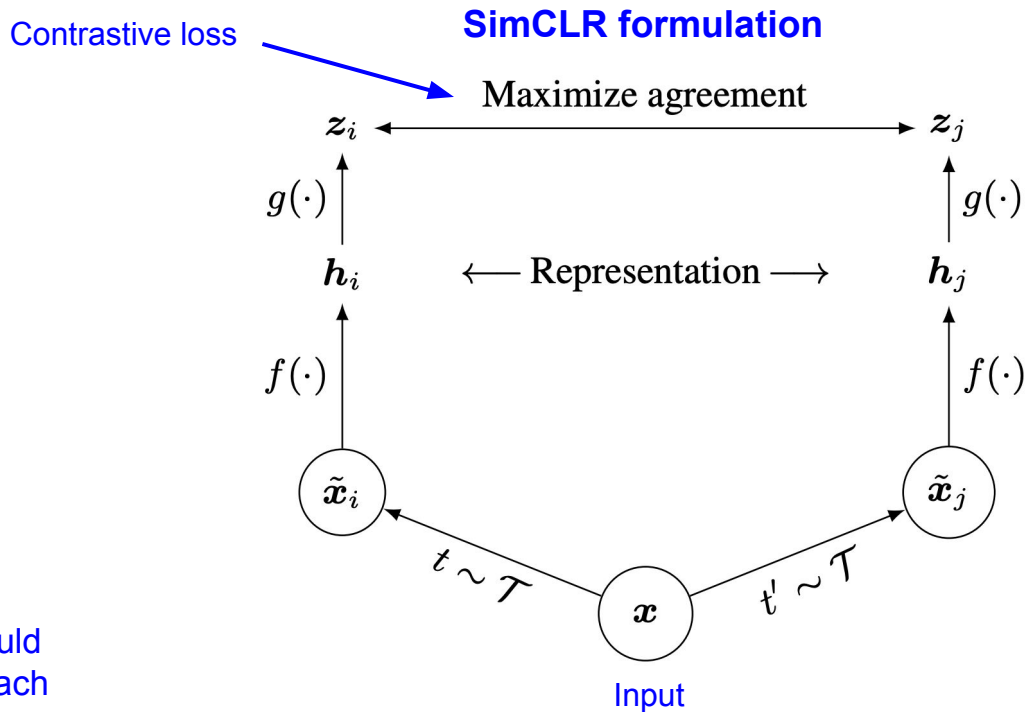 SimCLR formulation
Contrastive loss
Maximize agreement
z_i z_j
g(·) g(·)
h_i ⟵ Representation ⟶ h_j
f(·) f(·)
x̃_i x̃_j
t ∼ 𝒯 t′ ∼ 𝒯
x
Input